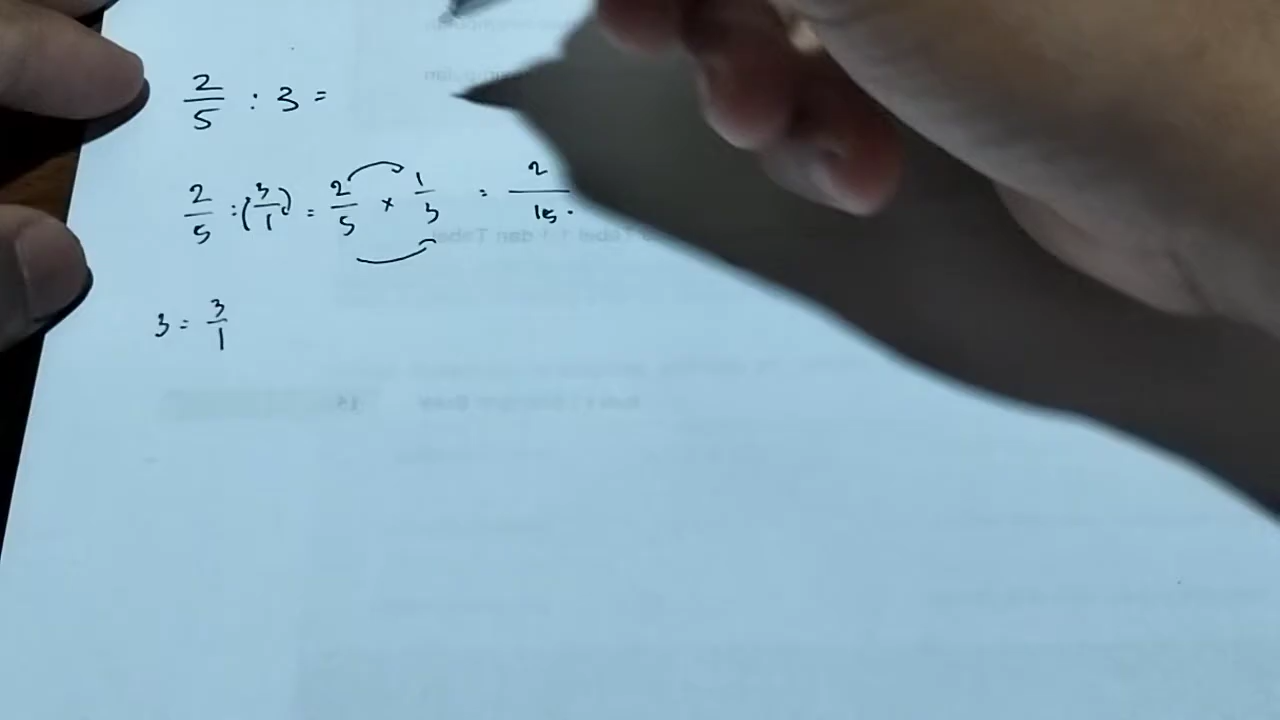 2/5 : 3 =
2/5 : (3/1) = 2/5 × 1/3 = 2/15.
3 = 3/1